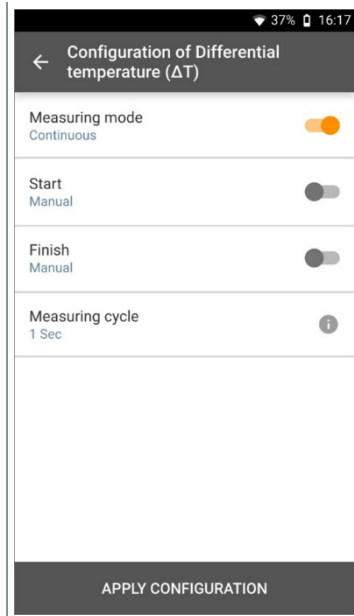 37% 16:17
Configuration of Differential
temperature (ΔT)
Measuring mode
Continuous
Start
Manual
Finish
Manual
Measuring cycle
1 Sec
APPLY CONFIGURATION